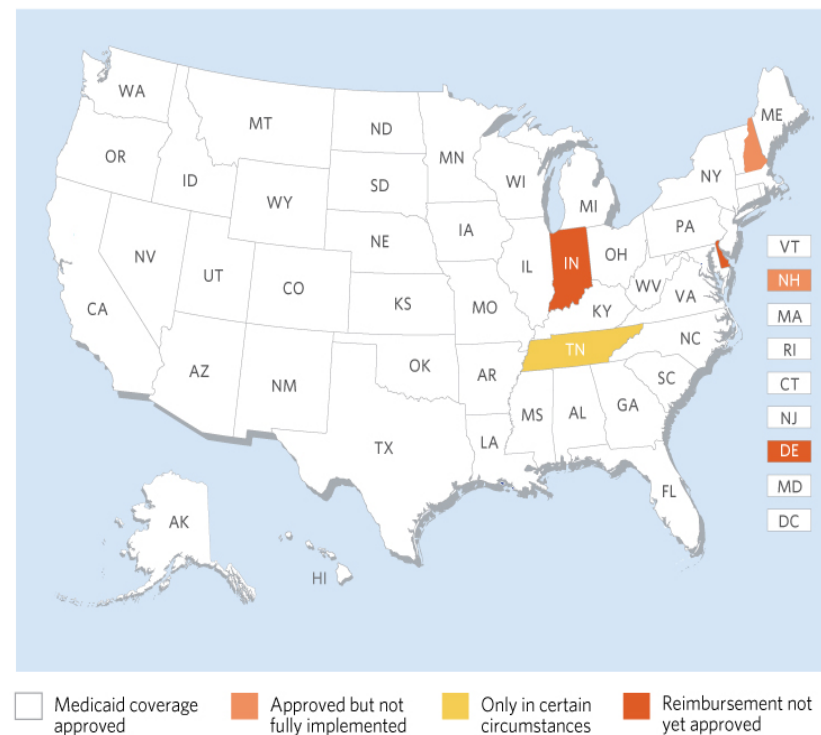 WA
MT
ND
MN
ME
OR
ID
SD
WI
NY
WY
MI
IA
PA
NE
NV
IL
IN
OH
VT
UT
CO
WV
NH
CA
KS
MO
KY
VA
MA
AZ
NM
OK
AR
TN
NC
RI
SC
CT
MS
AL
GA
NJ
TX
LA
DE
FL
MD
AK
DC
HI
Medicaid coverage
approved
Approved but not
fully implemented
Only in certain
circumstances
Reimbursement not
yet approved